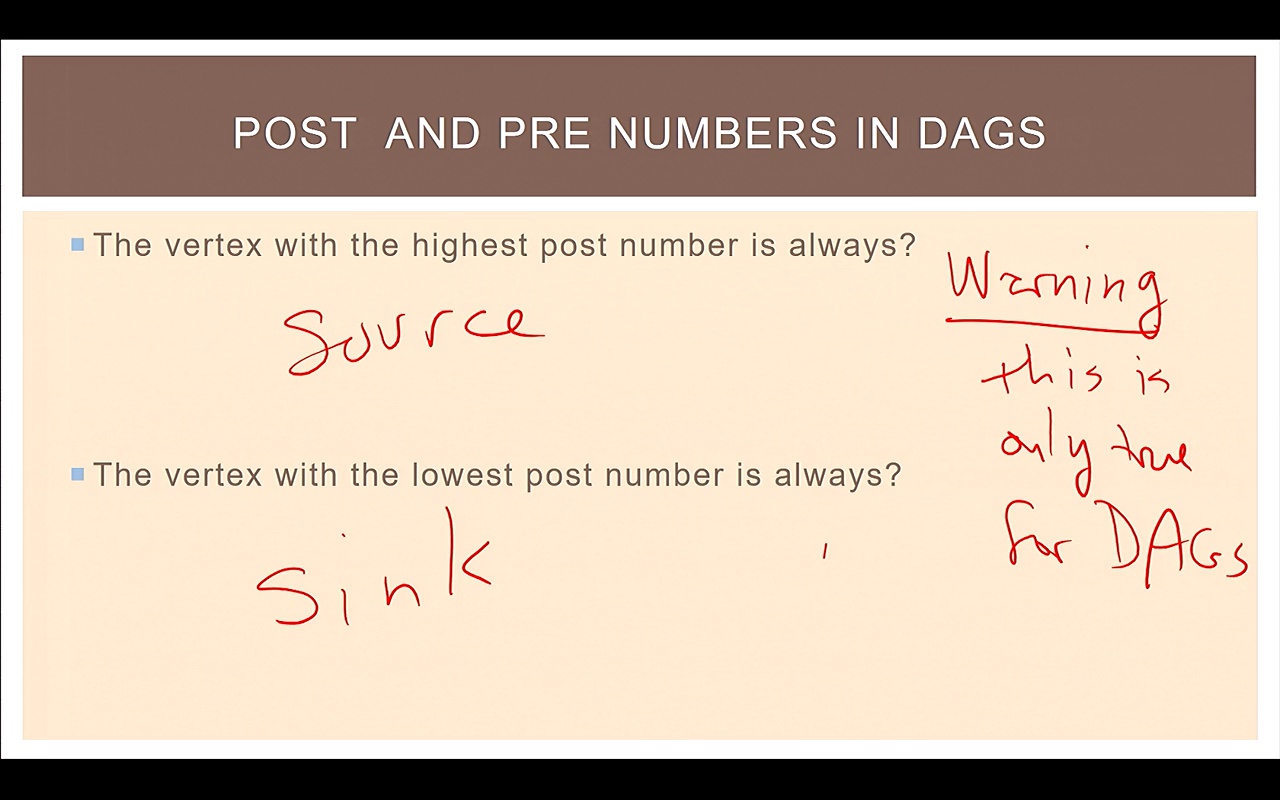 POST AND PRE NUMBERS IN DAGS
The vertex with the highest post number is always?
source
The vertex with the lowest post number is always?
sink
Warning
this is
only true
for DAGs